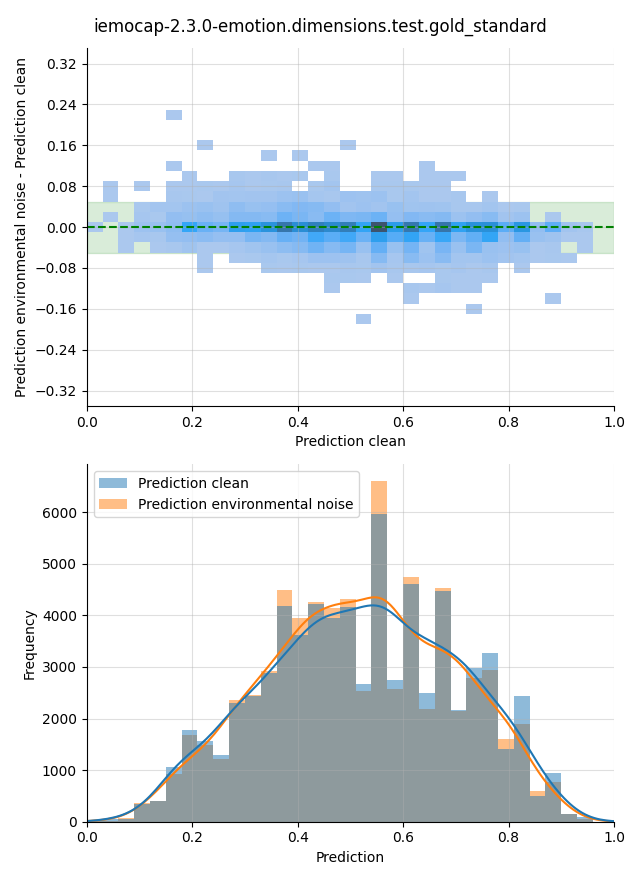 iemocap-2.3.0-emotion.dimensions.test.gold_standard
Prediction environmental noise - Prediction clean
0.32
0.24
0.16
0.08
0.00
−0.08
−0.16
−0.24
−0.32
0.0 0.2 0.4 0.6 0.8 1.0
Prediction clean
Prediction clean
Prediction environmental noise
Frequency
6000
5000
4000
3000
2000
1000
0
0.0 0.2 0.4 0.6 0.8 1.0
Prediction